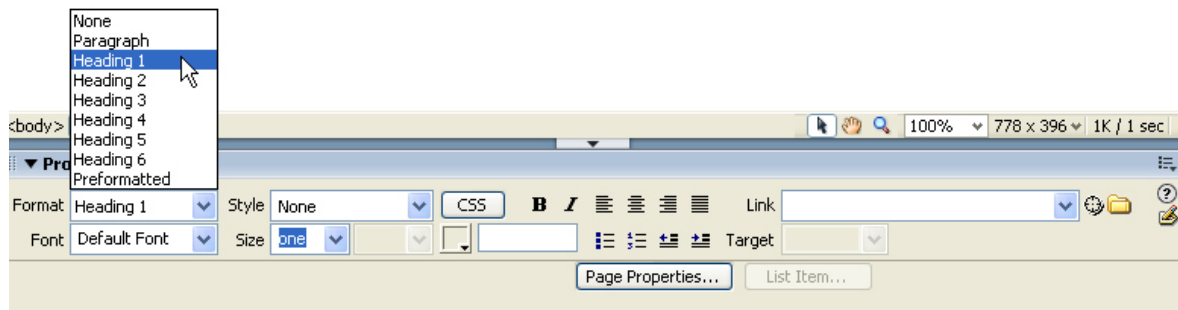 None
Paragraph
Heading 1
Heading 2
Heading 3
Heading 4
Heading 5
Heading 6
Preformatted
<body>
100% 778 x 396 1K / 1 sec
Pro
Format Heading 1 Style None CSS B I Link
Font Default Font Size one Target
Page Properties... List Item...